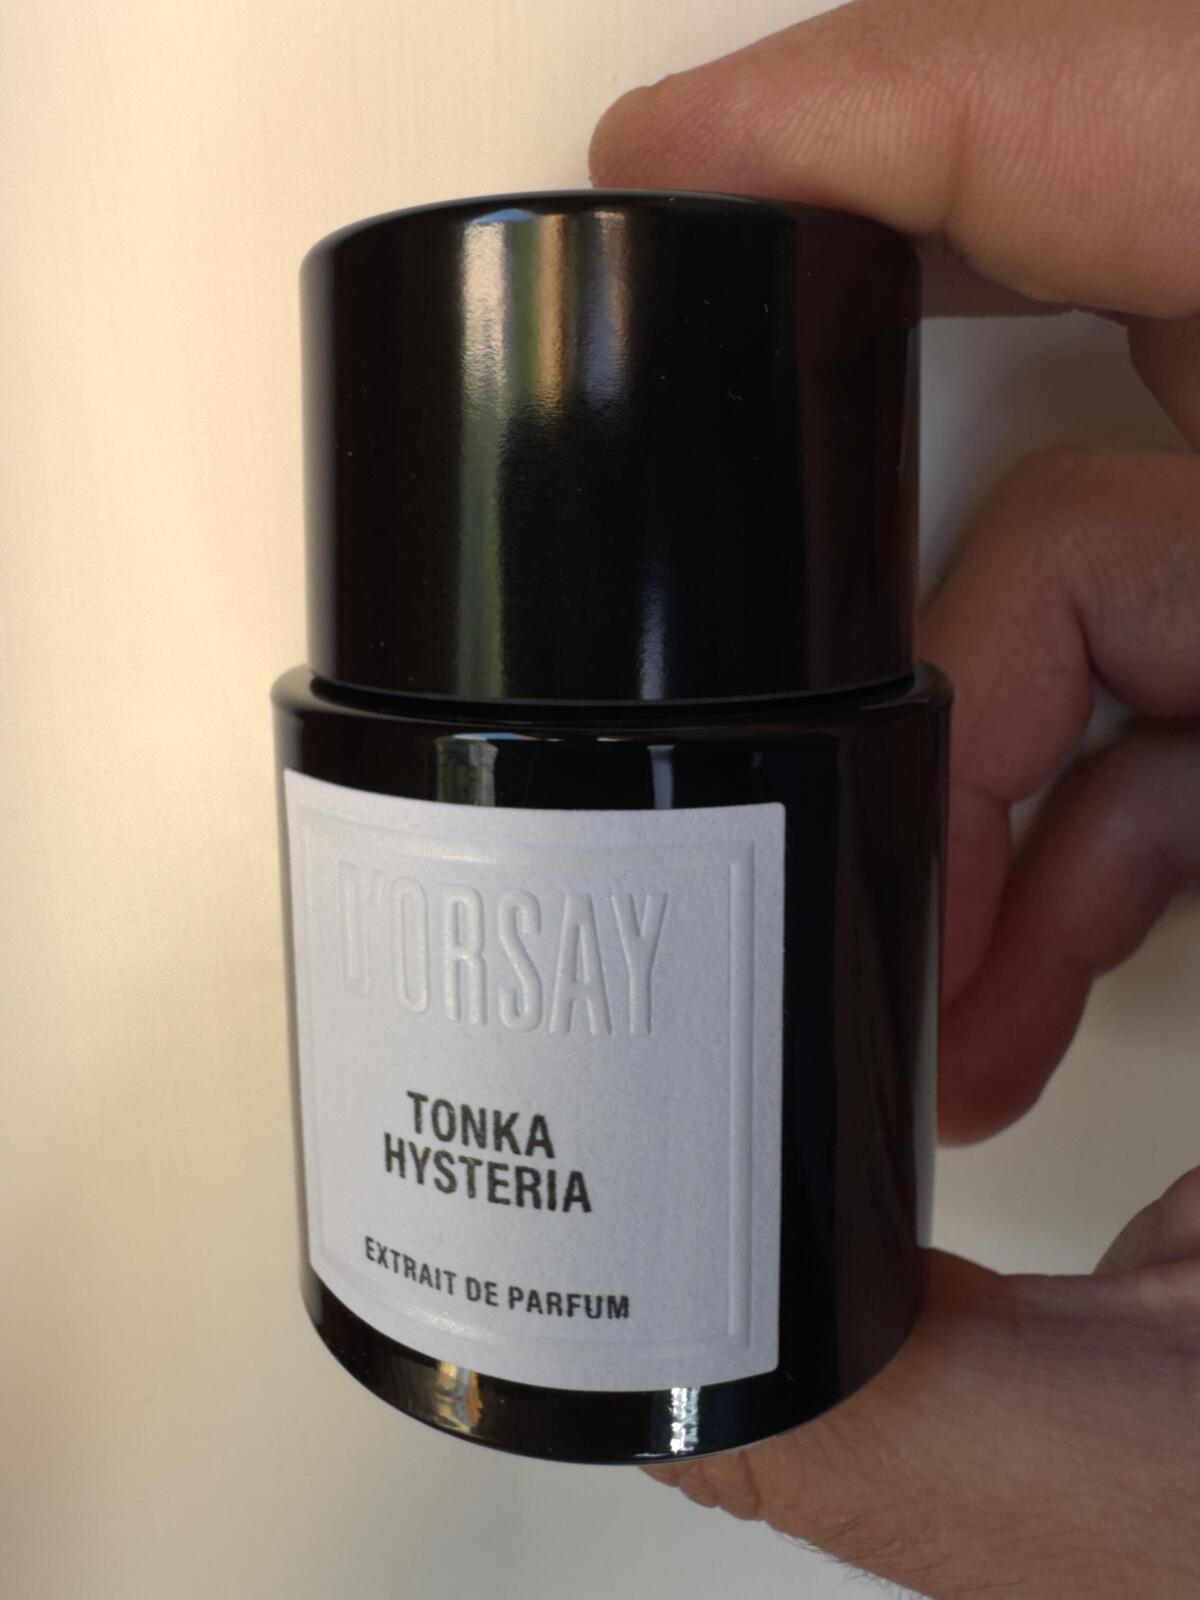 D'ORSAY
TONKA
HYSTERIA
EXTRAIT DE PARFUM